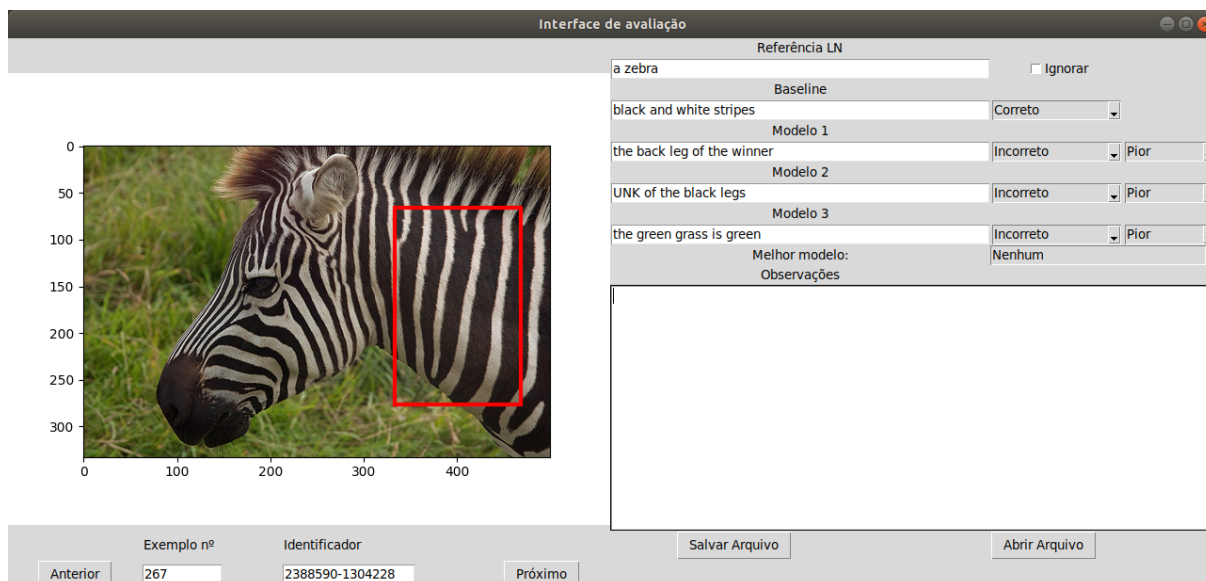 Interface de avaliação
Referência LN
a zebra
Ignorar
Baseline
black and white stripes
Correto
Modelo 1
the back leg of the winner
Incorreto
Pior
Modelo 2
UNK of the black legs
Incorreto
Pior
Modelo 3
the green grass is green
Incorreto
Pior
Melhor modelo:
Nenhum
Observações
0
50
100
150
200
250
300
0 100 200 300 400
Exemplo nº
Identificador
Salvar Arquivo
Abrir Arquivo
Anterior
267
2388590-1304228
Próximo